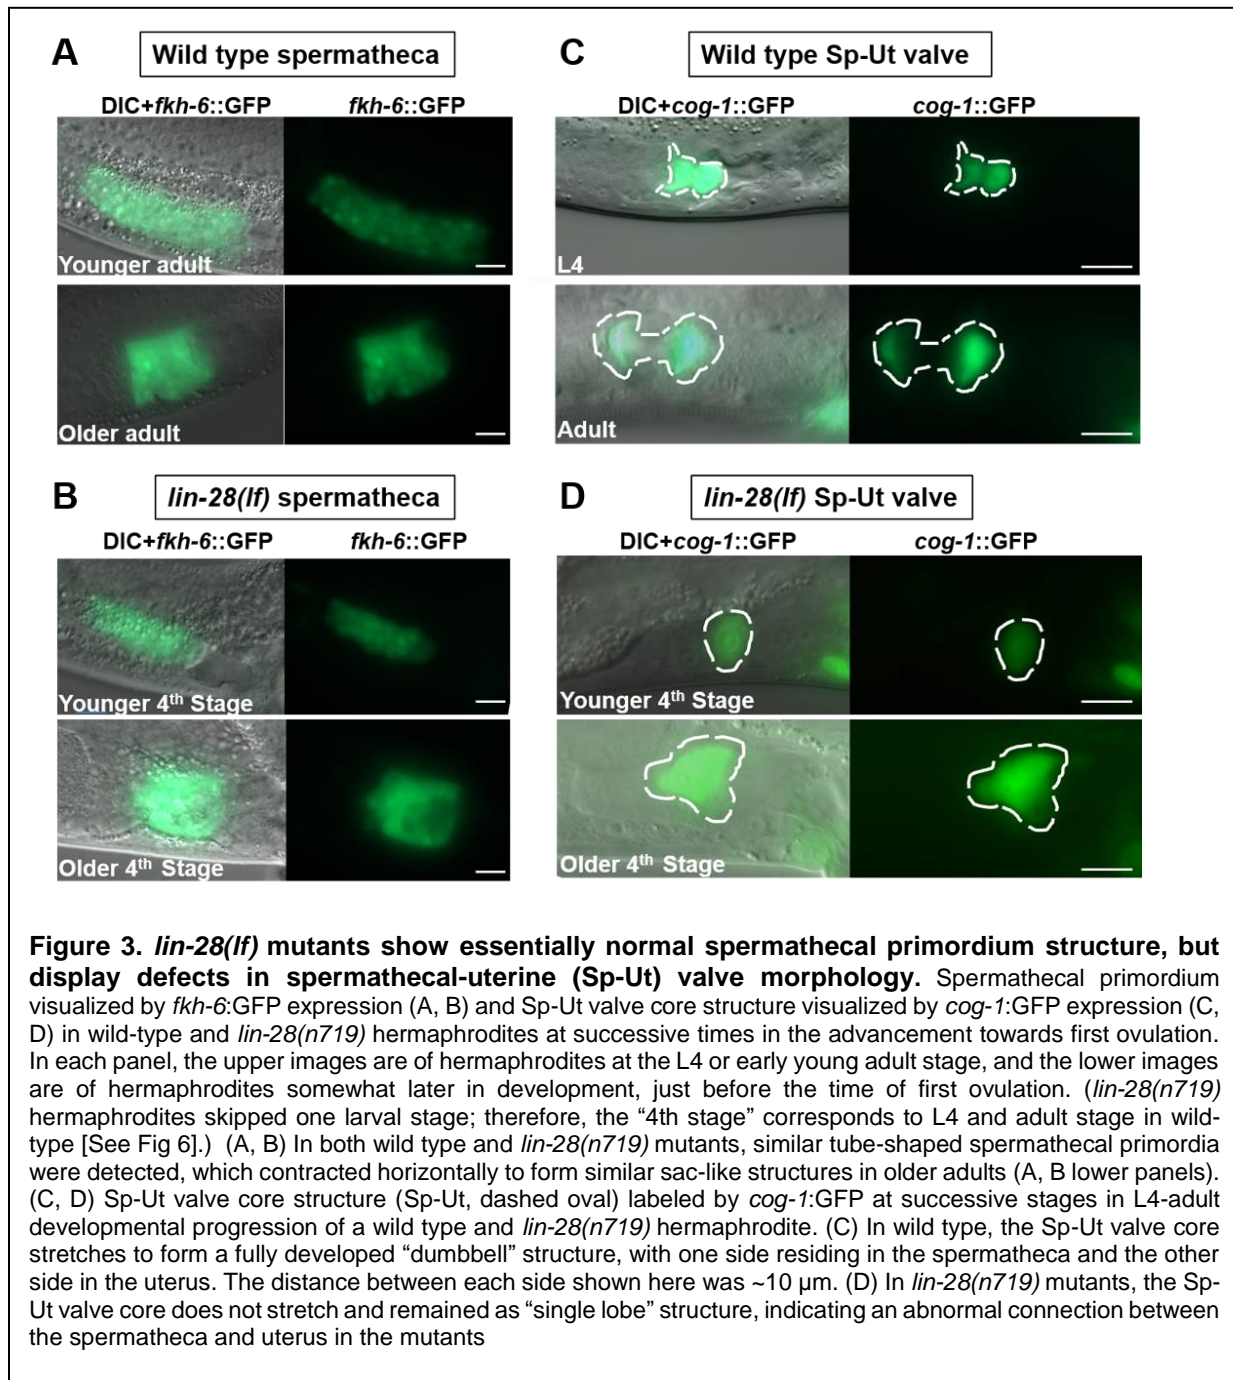 A
Wild type spermatheca
DIC+fkh-6::GFP
fkh-6::GFP
Younger adult
Older adult
B
lin-28(lf) spermatheca
DIC+fkh-6::GFP
fkh-6::GFP
Younger 4th Stage
Older 4th Stage
C
Wild type Sp-Ut valve
DIC+cog-1::GFP
cog-1::GFP
L4
Adult
D
lin-28(lf) Sp-Ut valve
DIC+cog-1::GFP
cog-1::GFP
Younger 4th Stage
Older 4th Stage
Figure 3. lin-28(lf) mutants show essentially normal spermathecal primordium structure, but
display defects in spermathecal-uterine (Sp-Ut) valve morphology. Spermathecal primordium
visualized by fkh-6:GFP expression (A, B) and Sp-Ut valve core structure visualized by cog-1:GFP expression (C,
D) in wild-type and lin-28(n719) hermaphrodites at successive times in the advancement towards first ovulation.
In each panel, the upper images are of hermaphrodites at the L4 or early young adult stage, and the lower images
are of hermaphrodites somewhat later in development, just before the time of first ovulation. (lin-28(n719)
hermaphrodites skipped one larval stage; therefore, the “4th stage” corresponds to L4 and adult stage in wild-
type [See Fig 6].) (A, B) In both wild type and lin-28(n719) mutants, similar tube-shaped spermathecal primordia
were detected, which contracted horizontally to form similar sac-like structures in older adults (A, B lower panels).
(C, D) Sp-Ut valve core structure (Sp-Ut, dashed oval) labeled by cog-1:GFP at successive stages in L4-adult
developmental progression of a wild type and lin-28(n719) hermaphrodite. (C) In wild type, the Sp-Ut valve core
stretches to form a fully developed “dumbbell” structure, with one side residing in the spermatheca and the other
side in the uterus. The distance between each side shown here was ~10 µm. (D) In lin-28(n719) mutants, the Sp-
Ut valve core does not stretch and remained as “single lobe” structure, indicating an abnormal connection between
the spermatheca and uterus in the mutants